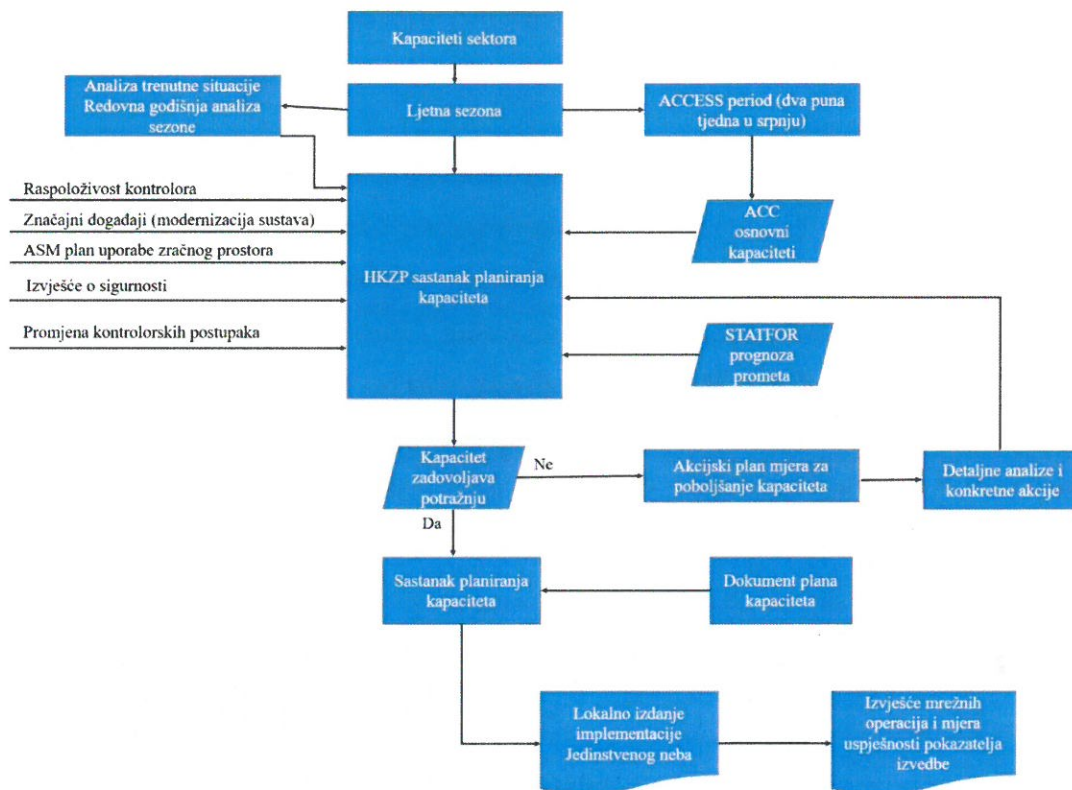 Kapaciteti sektora
Analiza trenutne situacije
Redovna godišnja analiza
sezone
Ljetna sezona
ACCESS period (dva puna
tjedna u srpnju)
Raspoloživost kontrolora
Značajni događaji (modernizacija sustava)
ASM plan uporabe zračnog prostora
Izvješće o sigurnosti
Promjena kontrolorskih postupaka
HKZP sastanak planiranja
kapaciteta
ACC
osnovni
kapaciteti
STATFOR
prognoza
prometa
Kapacitet
zadovoljava
potražnju
Ne
Da
Akcijski plan mjera za
poboljšanje kapaciteta
Detaljne analize i
konkretne akcije
Sastanak planiranja
kapaciteta
Dokument plana
kapaciteta
Lokalno izdanje
implementacije
Jedinstvenog neba
Izvješće mrežnih
operacija i mjera
uspješnosti pokazatelja
izvedbe